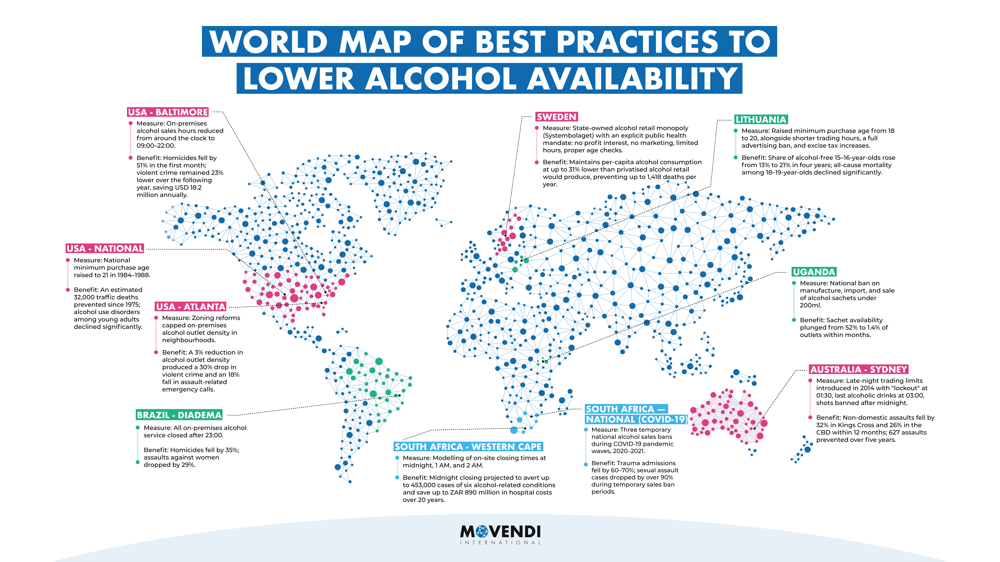 WORLD MAP OF BEST PRACTICES TO
LOWER ALCOHOL AVAILABILITY
USA - BALTIMORE
Measure: On-premises
alcohol sales hours reduced
from around the clock to
09:00–22:00.
Benefit: Homicides fell by
51% in the first month;
violent crime remained 23%
lower over the following
year, saving USD 18.2
million annually.
SWEDEN
Measure: State-owned alcohol retail monopoly
(Systembolaget) with an explicit public health
mandate: no profit interest, no marketing, limited
hours, proper age checks.
Benefit: Maintains per-capita alcohol consumption
at up to 31% lower than privatised alcohol retail
would produce, preventing up to 1,418 deaths per
year.
LITHUANIA
Measure: Raised minimum purchase age from 18
to 20, alongside shorter trading hours, a full
advertising ban, and excise tax increases.
Benefit: Share of alcohol-free 15–16-year-olds rose
from 13% to 21% in four years; all-cause mortality
among 18–19-year-olds declined significantly.
USA - NATIONAL
Measure: National
minimum purchase age
raised to 21 in 1984–1988.
Benefit: An estimated
32,000 traffic deaths
prevented since 1975;
alcohol use disorders
among young adults
declined significantly.
USA - ATLANTA
Measure: Zoning reforms
capped on-premises
alcohol outlet density in
neighbourhoods.
Benefit: A 3% reduction in
alcohol outlet density
produced a 30% drop in
violent crime and an 18%
fall in assault-related
emergency calls.
UGANDA
Measure: National ban on
manufacture, import, and sale
of alcohol sachets under
200ml.
Benefit: Sachet availability
plunged from 52% to 1.4% of
outlets within months.
AUSTRALIA - SYDNEY
Measure: Late-night trading limits
introduced in 2014 with "lockout" at
01:30, last alcoholic drinks at 03:00,
shots banned after midnight.
Benefit: Non-domestic assaults fell by
32% in Kings Cross and 26% in the
CBD within 12 months; 627 assaults
prevented over five years.
BRAZIL - DIADEMA
Measure: All on-premises alcohol
service closed after 23:00.
Benefit: Homicides fell by 35%;
assaults against women
dropped by 29%.
SOUTH AFRICA - WESTERN CAPE
Measure: Modelling of on-site closing times at
midnight, 1 AM, and 2 AM.
Benefit: Midnight closing projected to avert up
to 453,000 cases of six alcohol-related conditions
and save up to ZAR 890 million in hospital costs
over 20 years.
SOUTH AFRICA —
NATIONAL (COVID-19)
Measure: Three temporary
national alcohol sales bans
during COVID-19 pandemic
waves, 2020–2021.
Benefit: Trauma admissions
fell by 60–70%; sexual assault
cases dropped by over 90%
during temporary sales ban
periods.
MOVENDI
INTERNATIONAL